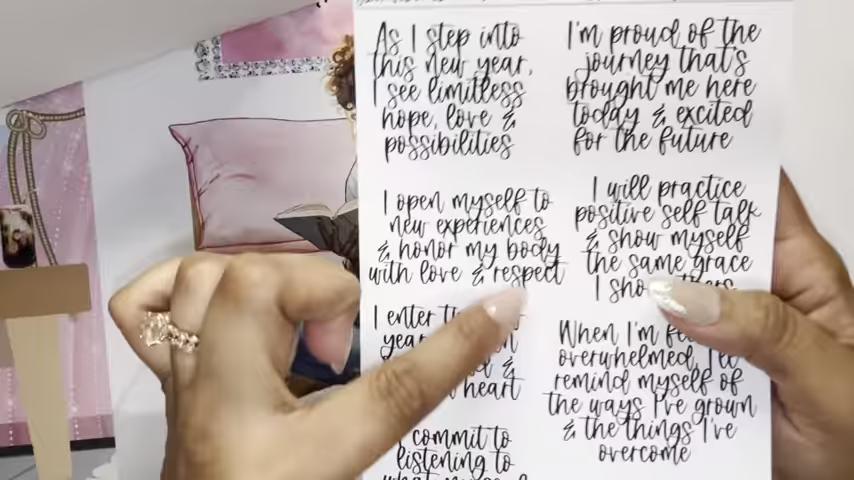 As I step into
this new year,
I see limitless
hope, love &
possibilities
I open myself to
new experiences
& honor my body
with love & respect
I enter
year
&
heart
I commit to
listening to
I'm proud of the
journey that's
brought me here
today & excited
for the future
I will practice
positive self talk
& show myself
the same grace
I
When I'm
overwhelmed, I'll
remind myself of
the ways I've grown
& the things I've
overcome